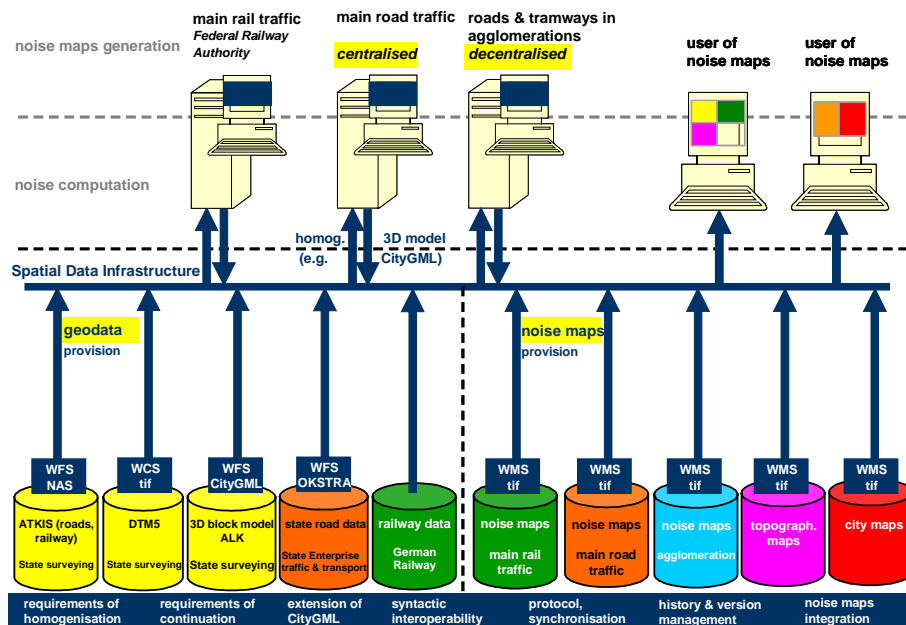 noise maps generation
main rail traffic
Federal Railway
Authority
main road traffic
centralised
roads & tramways in
agglomerations
decentralised
user of
noise maps
user of
noise maps
noise computation
homog.
(e.g.
3D model
CityGML)
Spatial Data Infrastructure
geodata
provision
noise maps
provision
WFS
NAS
WCS
tif
WFS
CityGML
WFS
OKSTRA
WMS
tif
WMS
tif
WMS
tif
WMS
tif
WMS
tif
ATKIS (roads,
railway)
State surveying
DTM5
State surveying
3D block model
ALK
State surveying
state road data
State Enterprise
traffic & transport
railway data
German
Railway
noise maps
main rail
traffic
noise maps
main road
traffic
noise maps
agglomeration
topograph.
maps
city maps
requirements of
homogenisation
requirements of
continuation
extension of
CityGML
syntactic
interoperability
protocol,
synchronisation
history & version
management
noise maps
integration